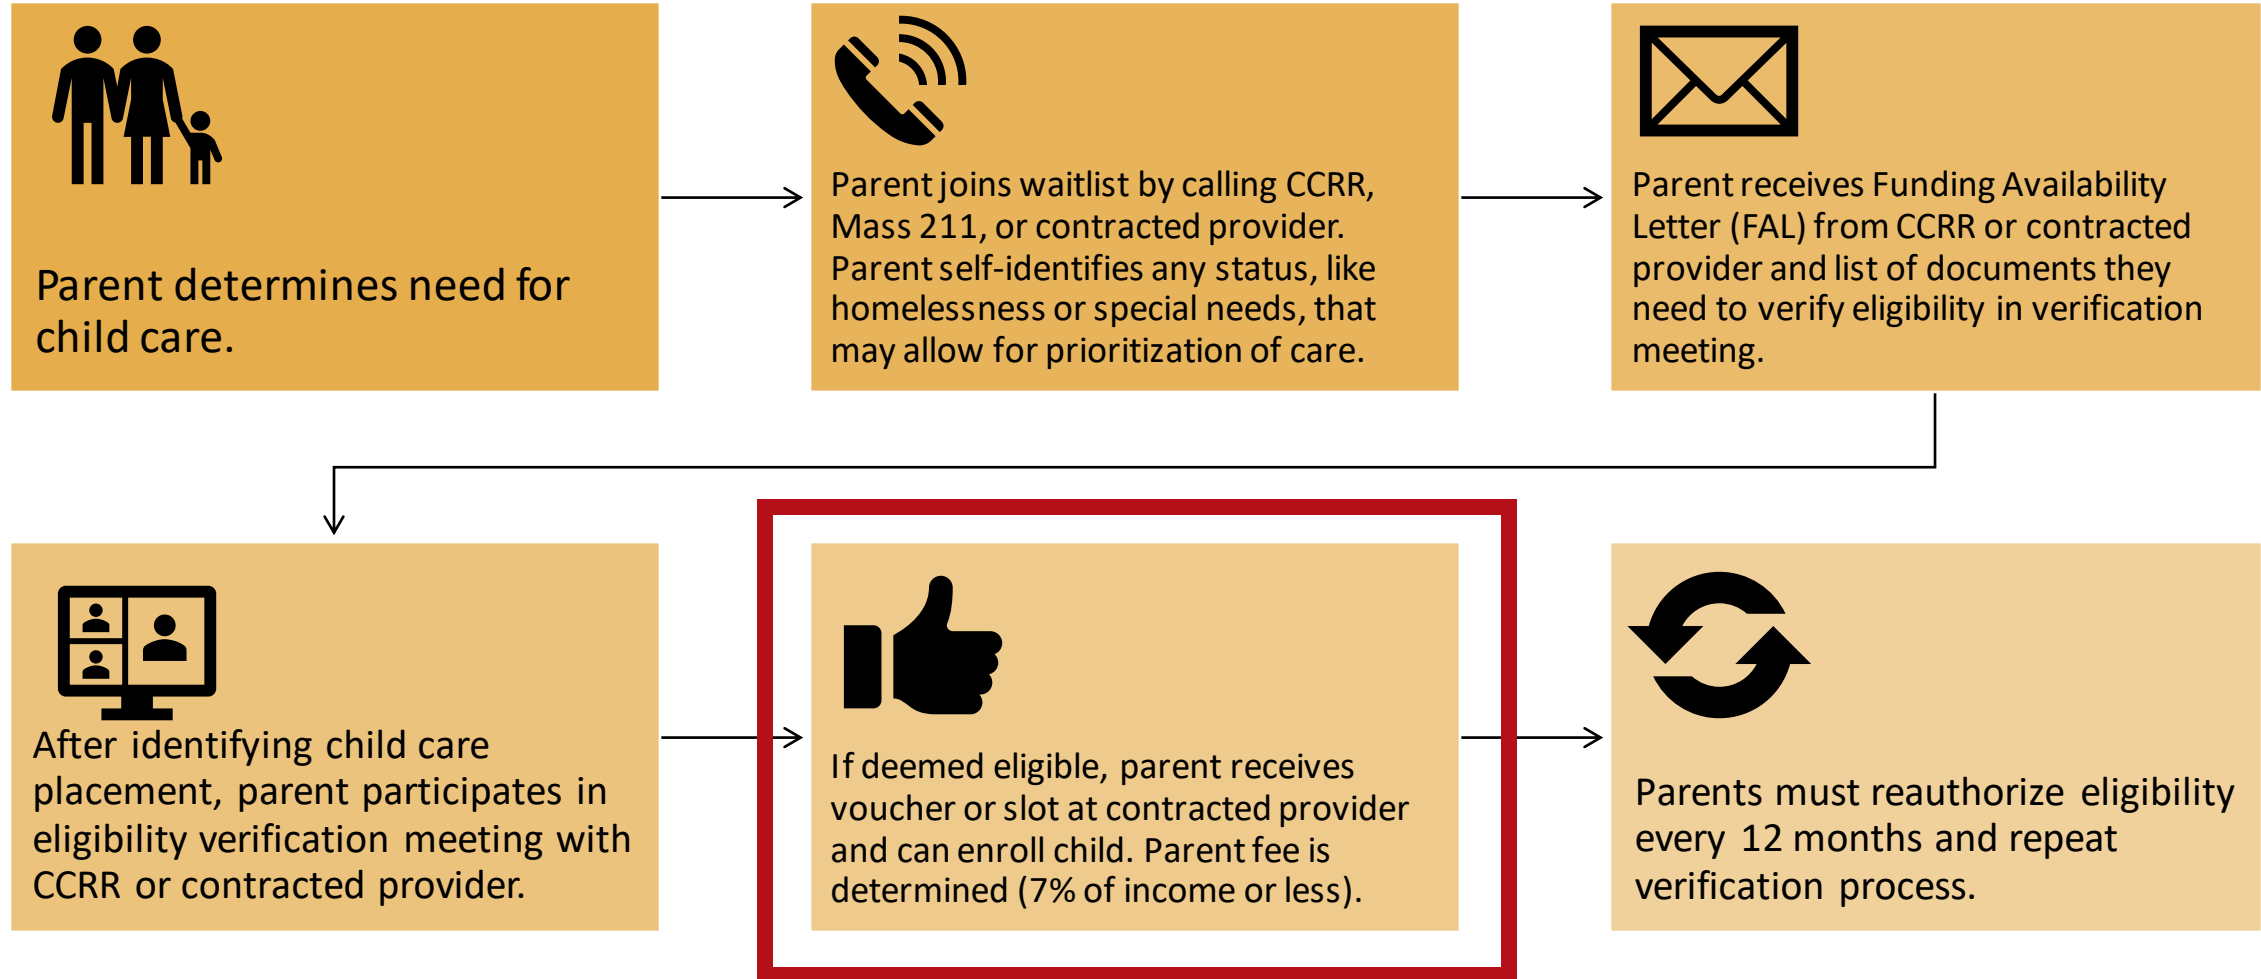 Parent determines need for
child care.
Parent joins waitlist by calling CCRR,
Mass 211, or contracted provider.
Parent self-identifies any status, like
homelessness or special needs, that
may allow for prioritization of care.
Parent receives Funding Availability
Letter (FAL) from CCRR or contracted
provider and list of documents they
need to verify eligibility in verification
meeting.
After identifying child care
placement, parent participates in
eligibility verification meeting with
CCRR or contracted provider.
If deemed eligible, parent receives
voucher or slot at contracted provider
and can enroll child. Parent fee is
determined (7% of income or less).
Parents must reauthorize eligibility
every 12 months and repeat
verification process.